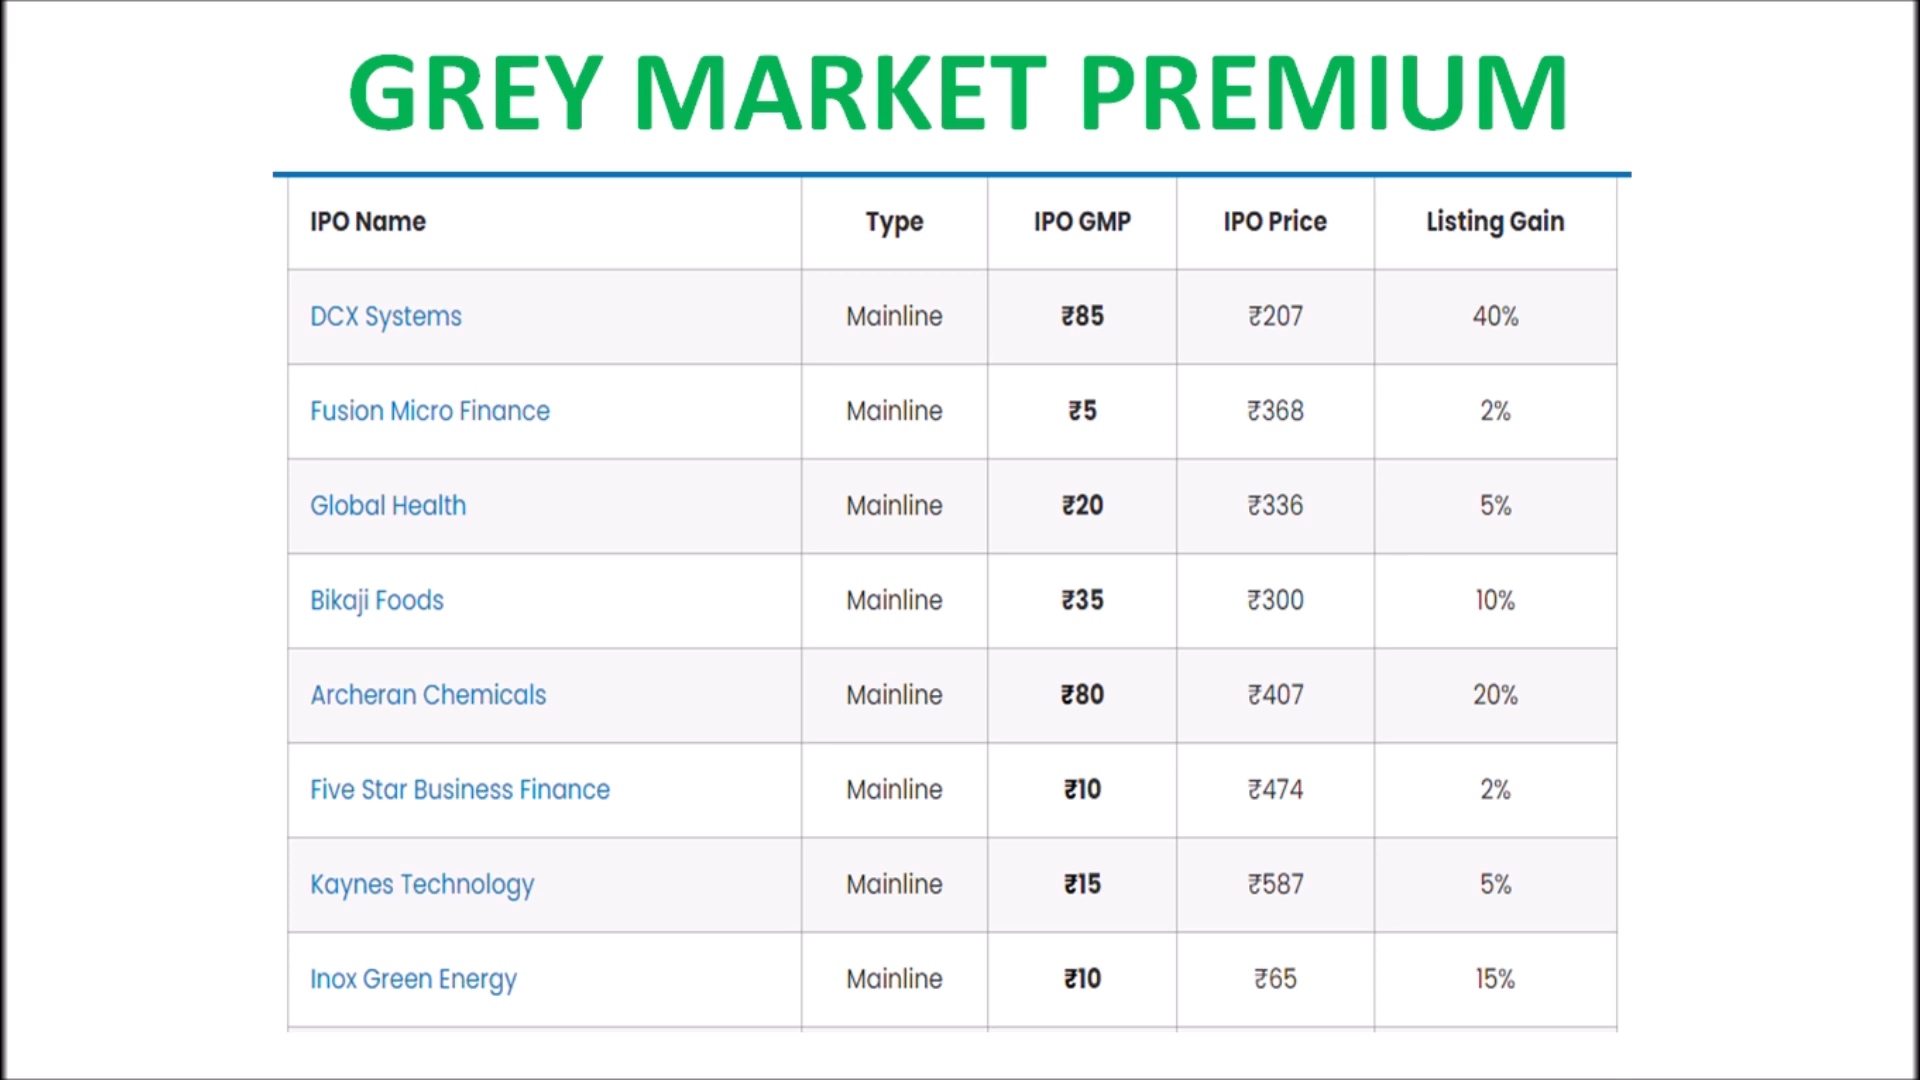 GREY MARKET PREMIUM
IPO Name Type IPO GMP IPO Price Listing Gain
DCX Systems Mainline ₹85 ₹207 40%
Fusion Micro Finance Mainline ₹5 ₹368 2%
Global Health Mainline ₹20 ₹336 5%
Bikaji Foods Mainline ₹35 ₹300 10%
Archeran Chemicals Mainline ₹80 ₹407 20%
Five Star Business Finance Mainline ₹10 ₹474 2%
Kaynes Technology Mainline ₹15 ₹587 5%
Inox Green Energy Mainline ₹10 ₹65 15%